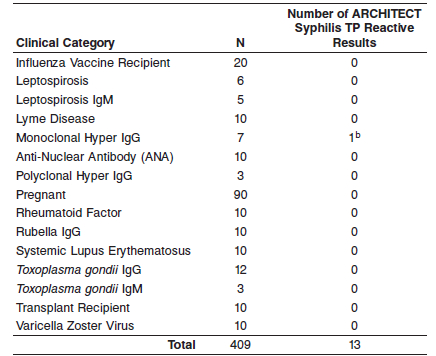 Number of ARCHITECT
Syphilis TP Reactive
Clinical Category N Results
Influenza Vaccine Recipient 20 0
Leptospirosis 6 0
Leptospirosis IgM 5 0
Lyme Disease 10 0
Monoclonal Hyper IgG 7 1ᵇ
Anti-Nuclear Antibody (ANA) 10 0
Polyclonal Hyper IgG 3 0
Pregnant 90 0
Rheumatoid Factor 10 0
Rubella IgG 10 0
Systemic Lupus Erythematosus 10 0
Toxoplasma gondii IgG 12 0
Toxoplasma gondii IgM 3 0
Transplant Recipient 10 0
Varicella Zoster Virus 10 0
Total 409 13